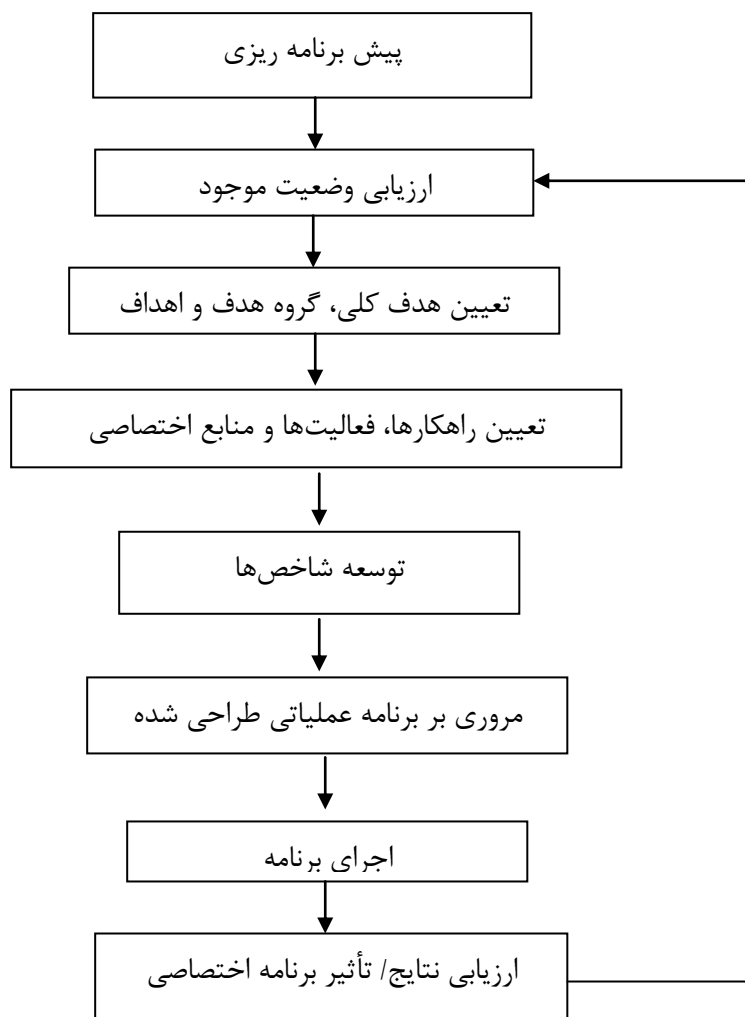 پیش برنامه ریزی
ارزیابی وضعیت موجود
تعیین هدف کلی، گروه هدف و اهداف
تعیین راهکارها، فعالیت‌ها و منابع اختصاصی
توسعه شاخص‌ها
مروری بر برنامه عملیاتی طراحی شده
اجرای برنامه
ارزیابی نتایج/ تأثیر برنامه اختصاصی